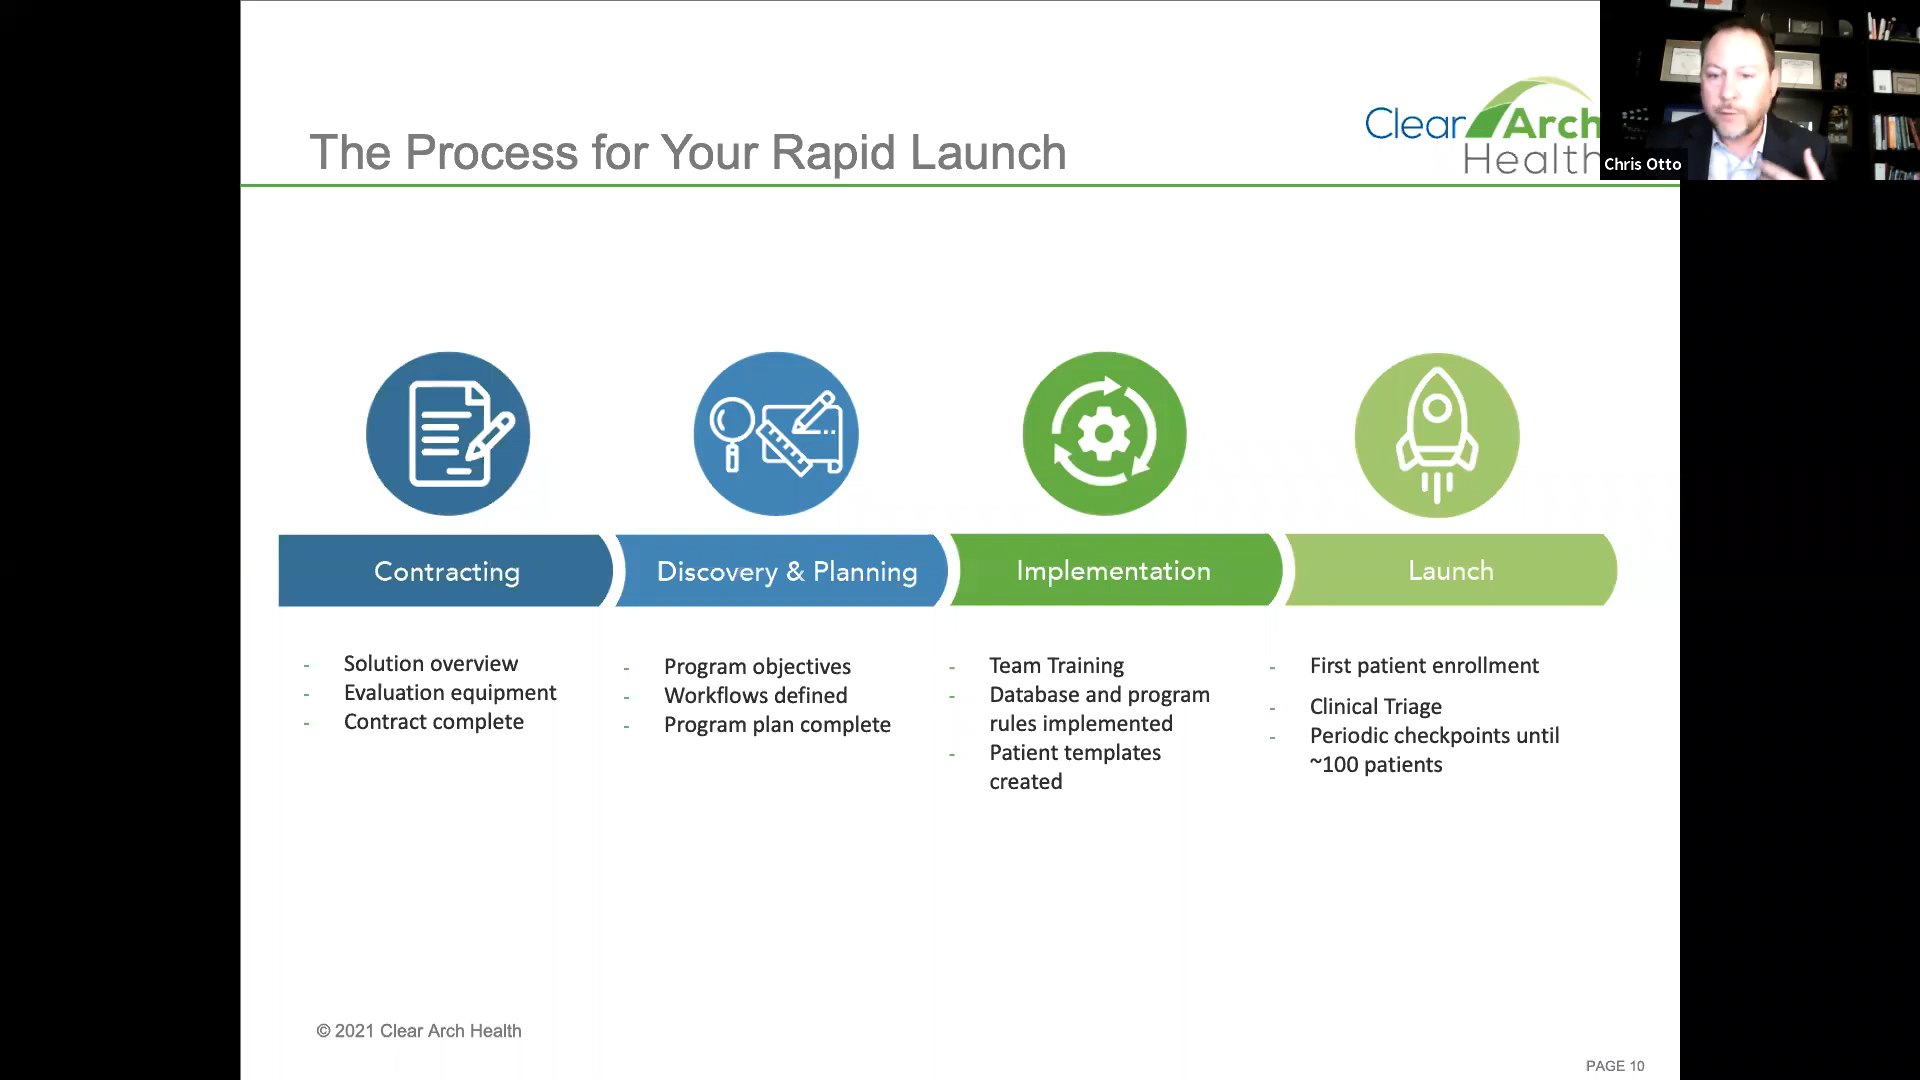 The Process for Your Rapid Launch
Clear Arch
Health
Chris Otto
Contracting
Discovery & Planning
Implementation
Launch
- Solution overview
- Evaluation equipment
- Contract complete
- Program objectives
- Workflows defined
- Program plan complete
- Team Training
- Database and program
rules implemented
- Patient templates
created
- First patient enrollment
- Clinical Triage
- Periodic checkpoints until
~100 patients
© 2021 Clear Arch Health
PAGE 10